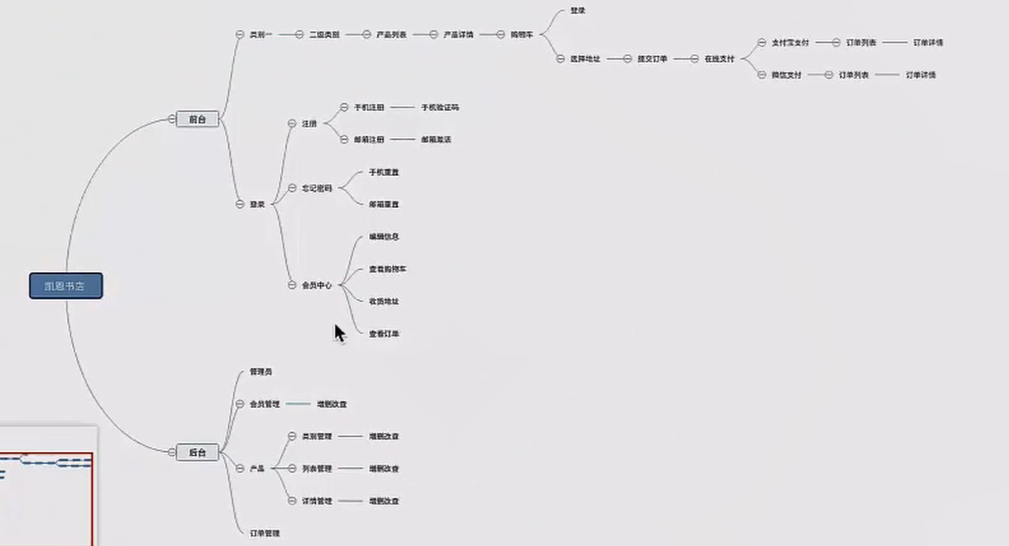 登录
类别一 二级类别 产品列表 产品详情 购物车
选择地址 提交订单 在线支付
支付宝支付 订单列表 订单详情
微信支付 订单列表 订单详情
前台
注册
手机注册 手机验证码
邮箱注册 邮箱激活
忘记密码
手机重置
邮箱重置
登录
编辑信息
查看购物车
会员中心
收货地址
查看订单
凯恩书店
管理员
会员管理 增删改查
类别管理 增删改查
后台
产品
列表管理 增删改查
详情管理 增删改查
订单管理